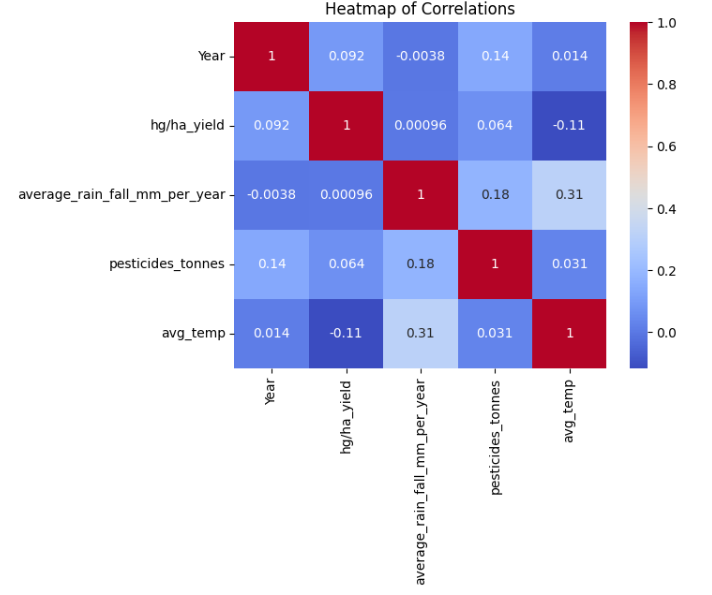 Heatmap of Correlations
Year
1
0.092
-0.0038
0.14
0.014
hg/ha_yield
0.092
1
0.00096
0.064
-0.11
average_rain_fall_mm_per_year
-0.0038
0.00096
1
0.18
0.31
pesticides_tonnes
0.14
0.064
0.18
1
0.031
avg_temp
0.014
-0.11
0.31
0.031
1
Year
hg/ha_yield
average_rain_fall_mm_per_year
pesticides_tonnes
avg_temp
1.0
0.8
0.6
0.4
0.2
0.0